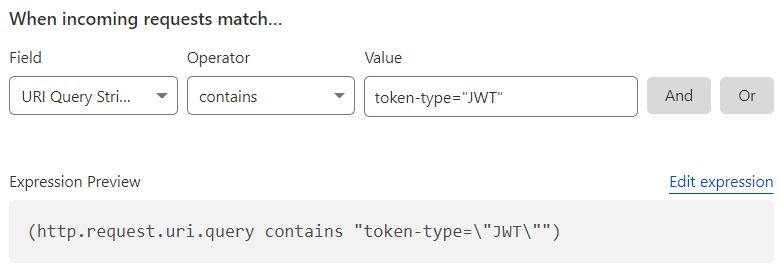 When incoming requests match...
Field Operator Value
URI Query Stri... contains token-type="JWT" And Or
Expression Preview Edit expression
(http.request.uri.query contains "token-type=\"JWT\"")